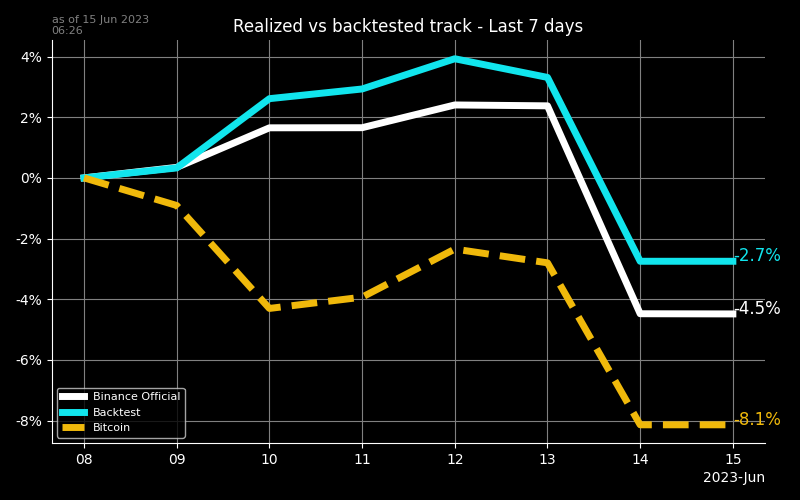 as of 15 Jun 2023
06:26
Realized vs backtested track - Last 7 days
4%
2%
0%
-2%
-4%
-6%
-8%
-2.7%
-4.5%
-8.1%
Binance Official
Backtest
Bitcoin
08 09 10 11 12 13 14 15
2023-Jun